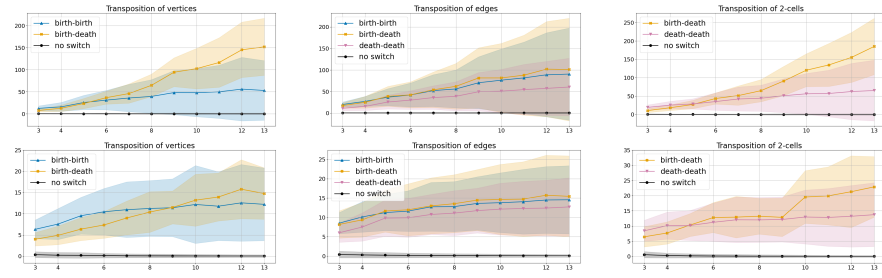 Transposition of vertices
200
150
100
50
0
birth-birth
birth-death
no switch
3 4 6 8 10 12 13
Transposition of edges
200
150
100
50
0
birth-birth
birth-death
death-death
no switch
3 4 6 8 10 12 13
Transposition of 2-cells
250
200
150
100
50
0
birth-death
death-death
no switch
3 4 6 8 10 12 13
Transposition of vertices
25
20
15
10
5
0
birth-birth
birth-death
no switch
3 4 6 8 10 12 13
Transposition of edges
25
20
15
10
5
0
birth-birth
birth-death
death-death
no switch
3 4 6 8 10 12 13
Transposition of 2-cells
35
30
25
20
15
10
5
0
birth-death
death-death
no switch
3 4 6 8 10 12 13